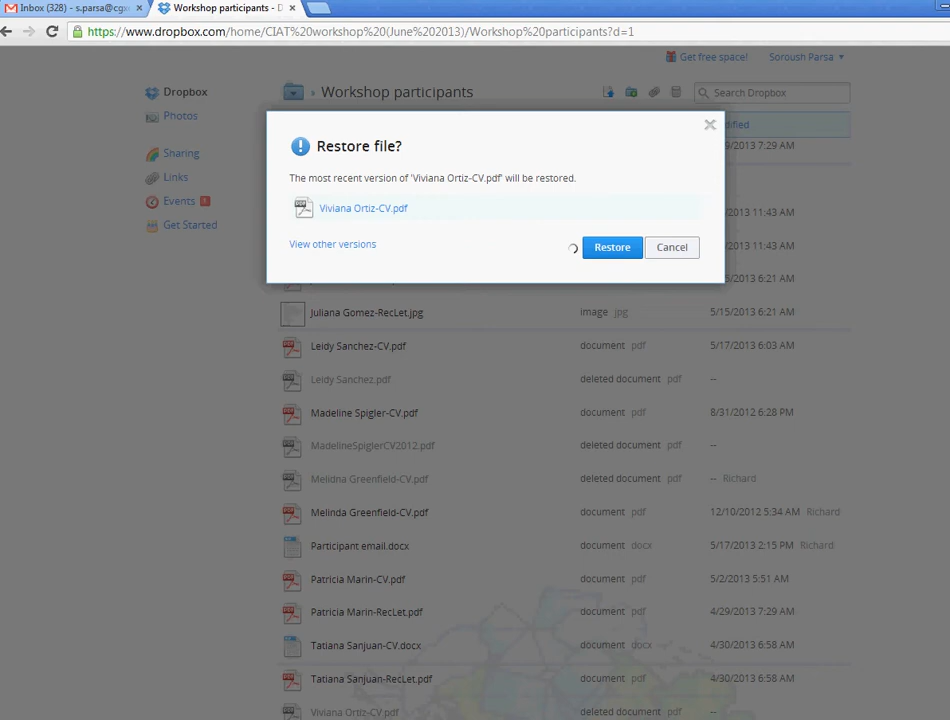 Inbox (328) - s.parsa@cgx
Workshop participants - D
https://www.dropbox.com/home/CIAT%20workshop%20(June%202013)/Workshop%20participants?d=1
Get free space!
Soroush Parsa
Dropbox
Workshop participants
Search Dropbox
Photos
Restore file?
Sharing
The most recent version of 'Viviana Ortiz-CV.pdf' will be restored.
Links
Events 1
Viviana Ortiz-CV.pdf
Get Started
View other versions
Restore
Cancel
/2013 7:29 AM
2013 11:43 AM
2013 11:43 AM
5/2013 6:21 AM
Juliana Gomez-RecLet.jpg image jpg 5/15/2013 6:21 AM
Leidy Sanchez-CV.pdf document pdf 5/17/2013 6:03 AM
Leidy Sanchez.pdf deleted document pdf --
Madeline Spigler-CV.pdf document pdf 8/31/2012 6:28 PM
MadelineSpiglerCV2012.pdf deleted document pdf --
Melidna Greenfield-CV.pdf deleted document pdf -- Richard
Melinda Greenfield-CV.pdf document pdf 12/10/2012 5:34 AM Richard
Participant email.docx document docx 5/17/2013 2:15 PM Richard
Patricia Marin-CV.pdf document pdf 5/2/2013 5:51 AM
Patricia Marin-RecLet.pdf document pdf 4/29/2013 7:29 AM
Tatiana Sanjuan-CV.docx document docx 4/30/2013 6:58 AM
Tatiana Sanjuan-RecLet.pdf document pdf 4/30/2013 6:58 AM
Viviana Ortiz-CV.pdf deleted document pdf --